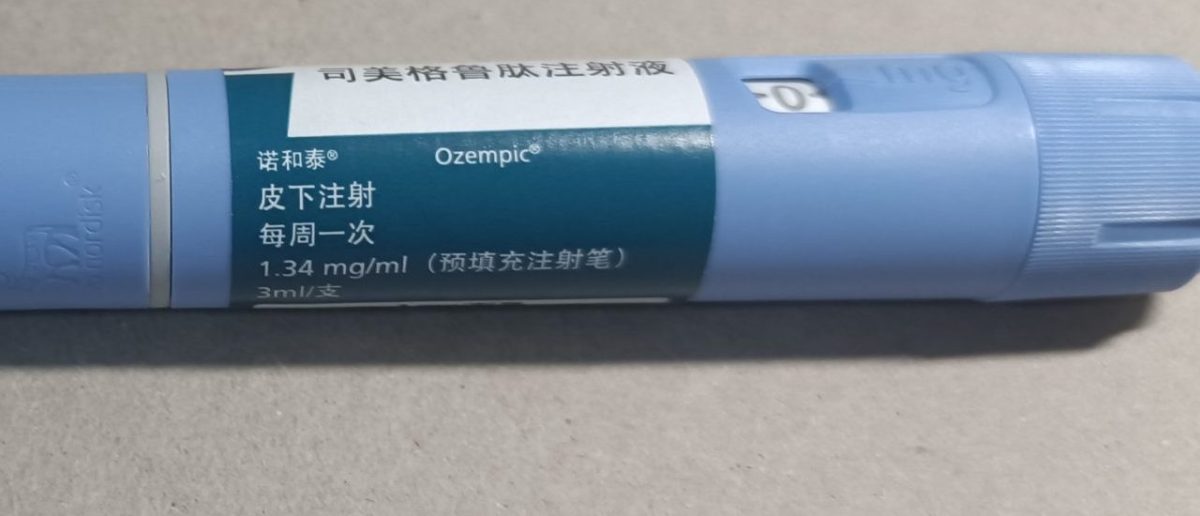 司美格鲁肽注射液
诺和泰® Ozempic®
皮下注射
每周一次
1.34 mg/ml（预填充注射笔）
3ml/支
0
1mg